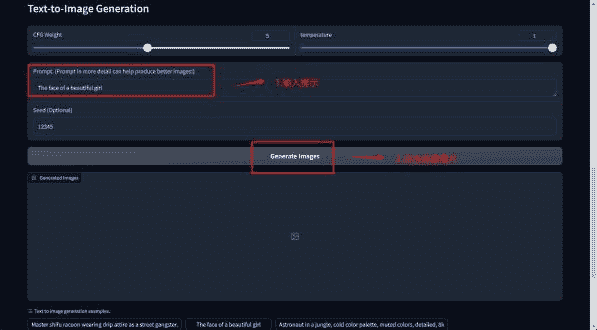 Text-to-Image Generation
CFG Weight
5
temperature
1
Prompt. (Prompt in more detail can help produce better images!)
The face of a beautiful girl
1.输入提示
Seed (Optional)
12345
Generate Images
Generated Images
Text to image generation examples.
Master shifu racoon wearing drip attire as a street gangster.
The face of a beautiful girl
Astronaut in a jungle, cold color palette, muted colors, detailed, 8k